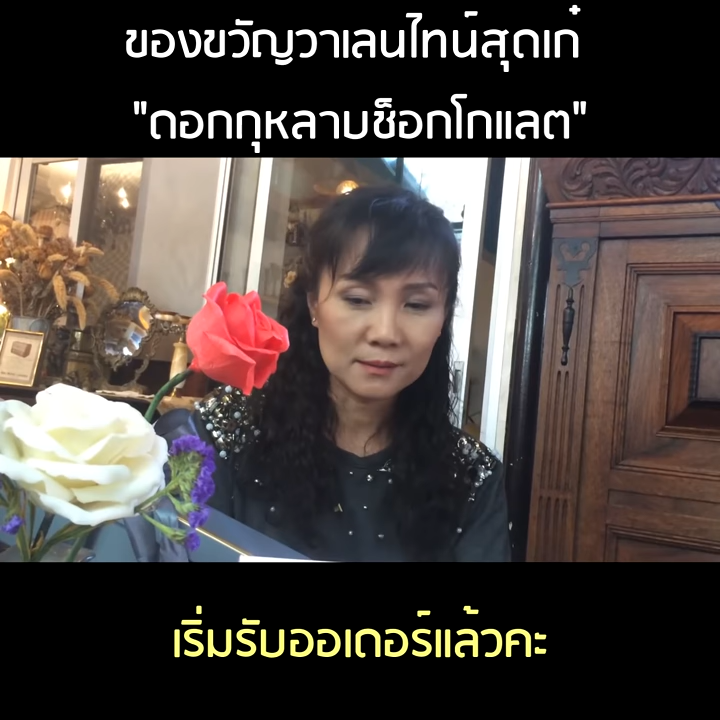 ของขวัญวาเลนไทน์สุดเก๋
"ดอกกุหลาบช็อกโกแลต"
เริ่มรับออเดอร์แล้วคะ